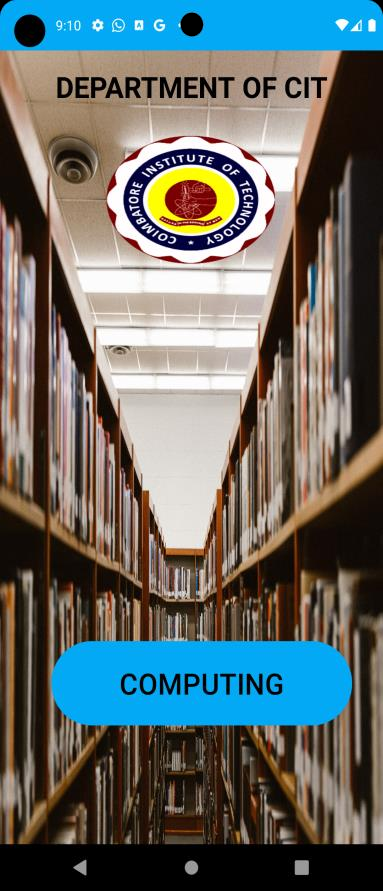 9:10
DEPARTMENT OF CIT
COIMBATORE INSTITUTE OF TECHNOLOGY
COMPUTING